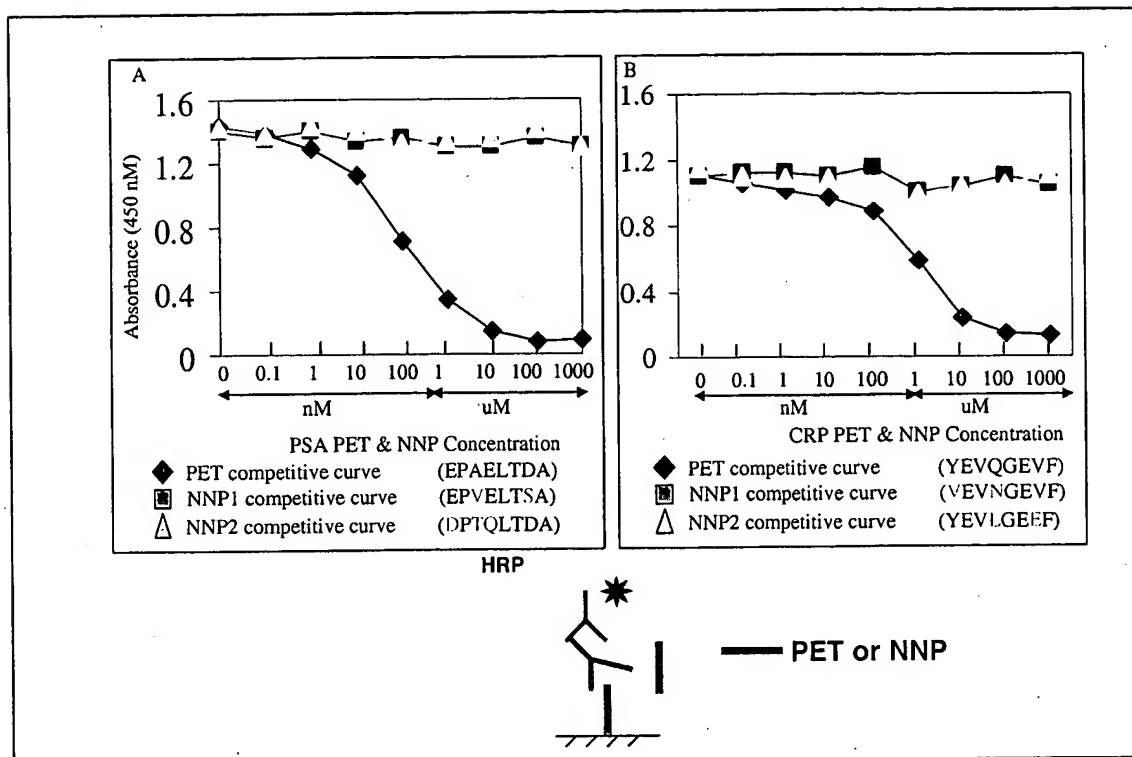 A
1.6
1.2
0.8
0.4
0
Absorbance (450 nM)
0 0.1 1 10 100 1 10 100 1000
nM uM
PSA PET & NNP Concentration
PET competitive curve (EPAELTDA)
NNP1 competitive curve (EPVELTSA)
NNP2 competitive curve (DPTQLTDA)
B
1.6
1.2
0.8
0.4
0
0 0.1 1 10 100 1 10 100 1000
nM uM
CRP PET & NNP Concentration
PET competitive curve (YEVQGEVF)
NNP1 competitive curve (VEVNGEVF)
NNP2 competitive curve (YEVLGEEF)
HRP
PET or NNP